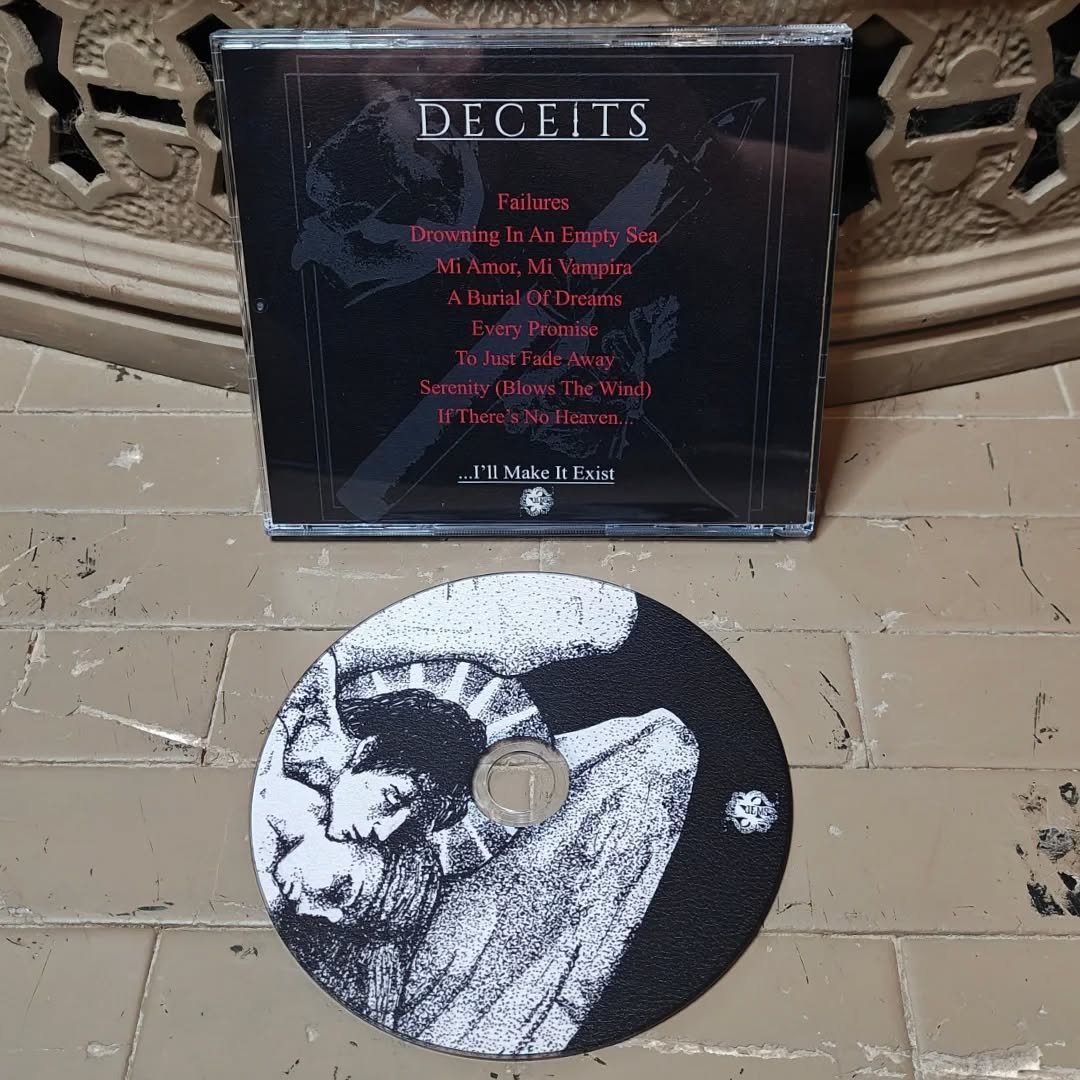 DECEITS
Failures
Drowning In An Empty Sea
Mi Amor, Mi Vampira
A Burial Of Dreams
Every Promise
To Just Fade Away
Serenity (Blows The Wind)
If There's No Heaven...
...I'll Make It Exist